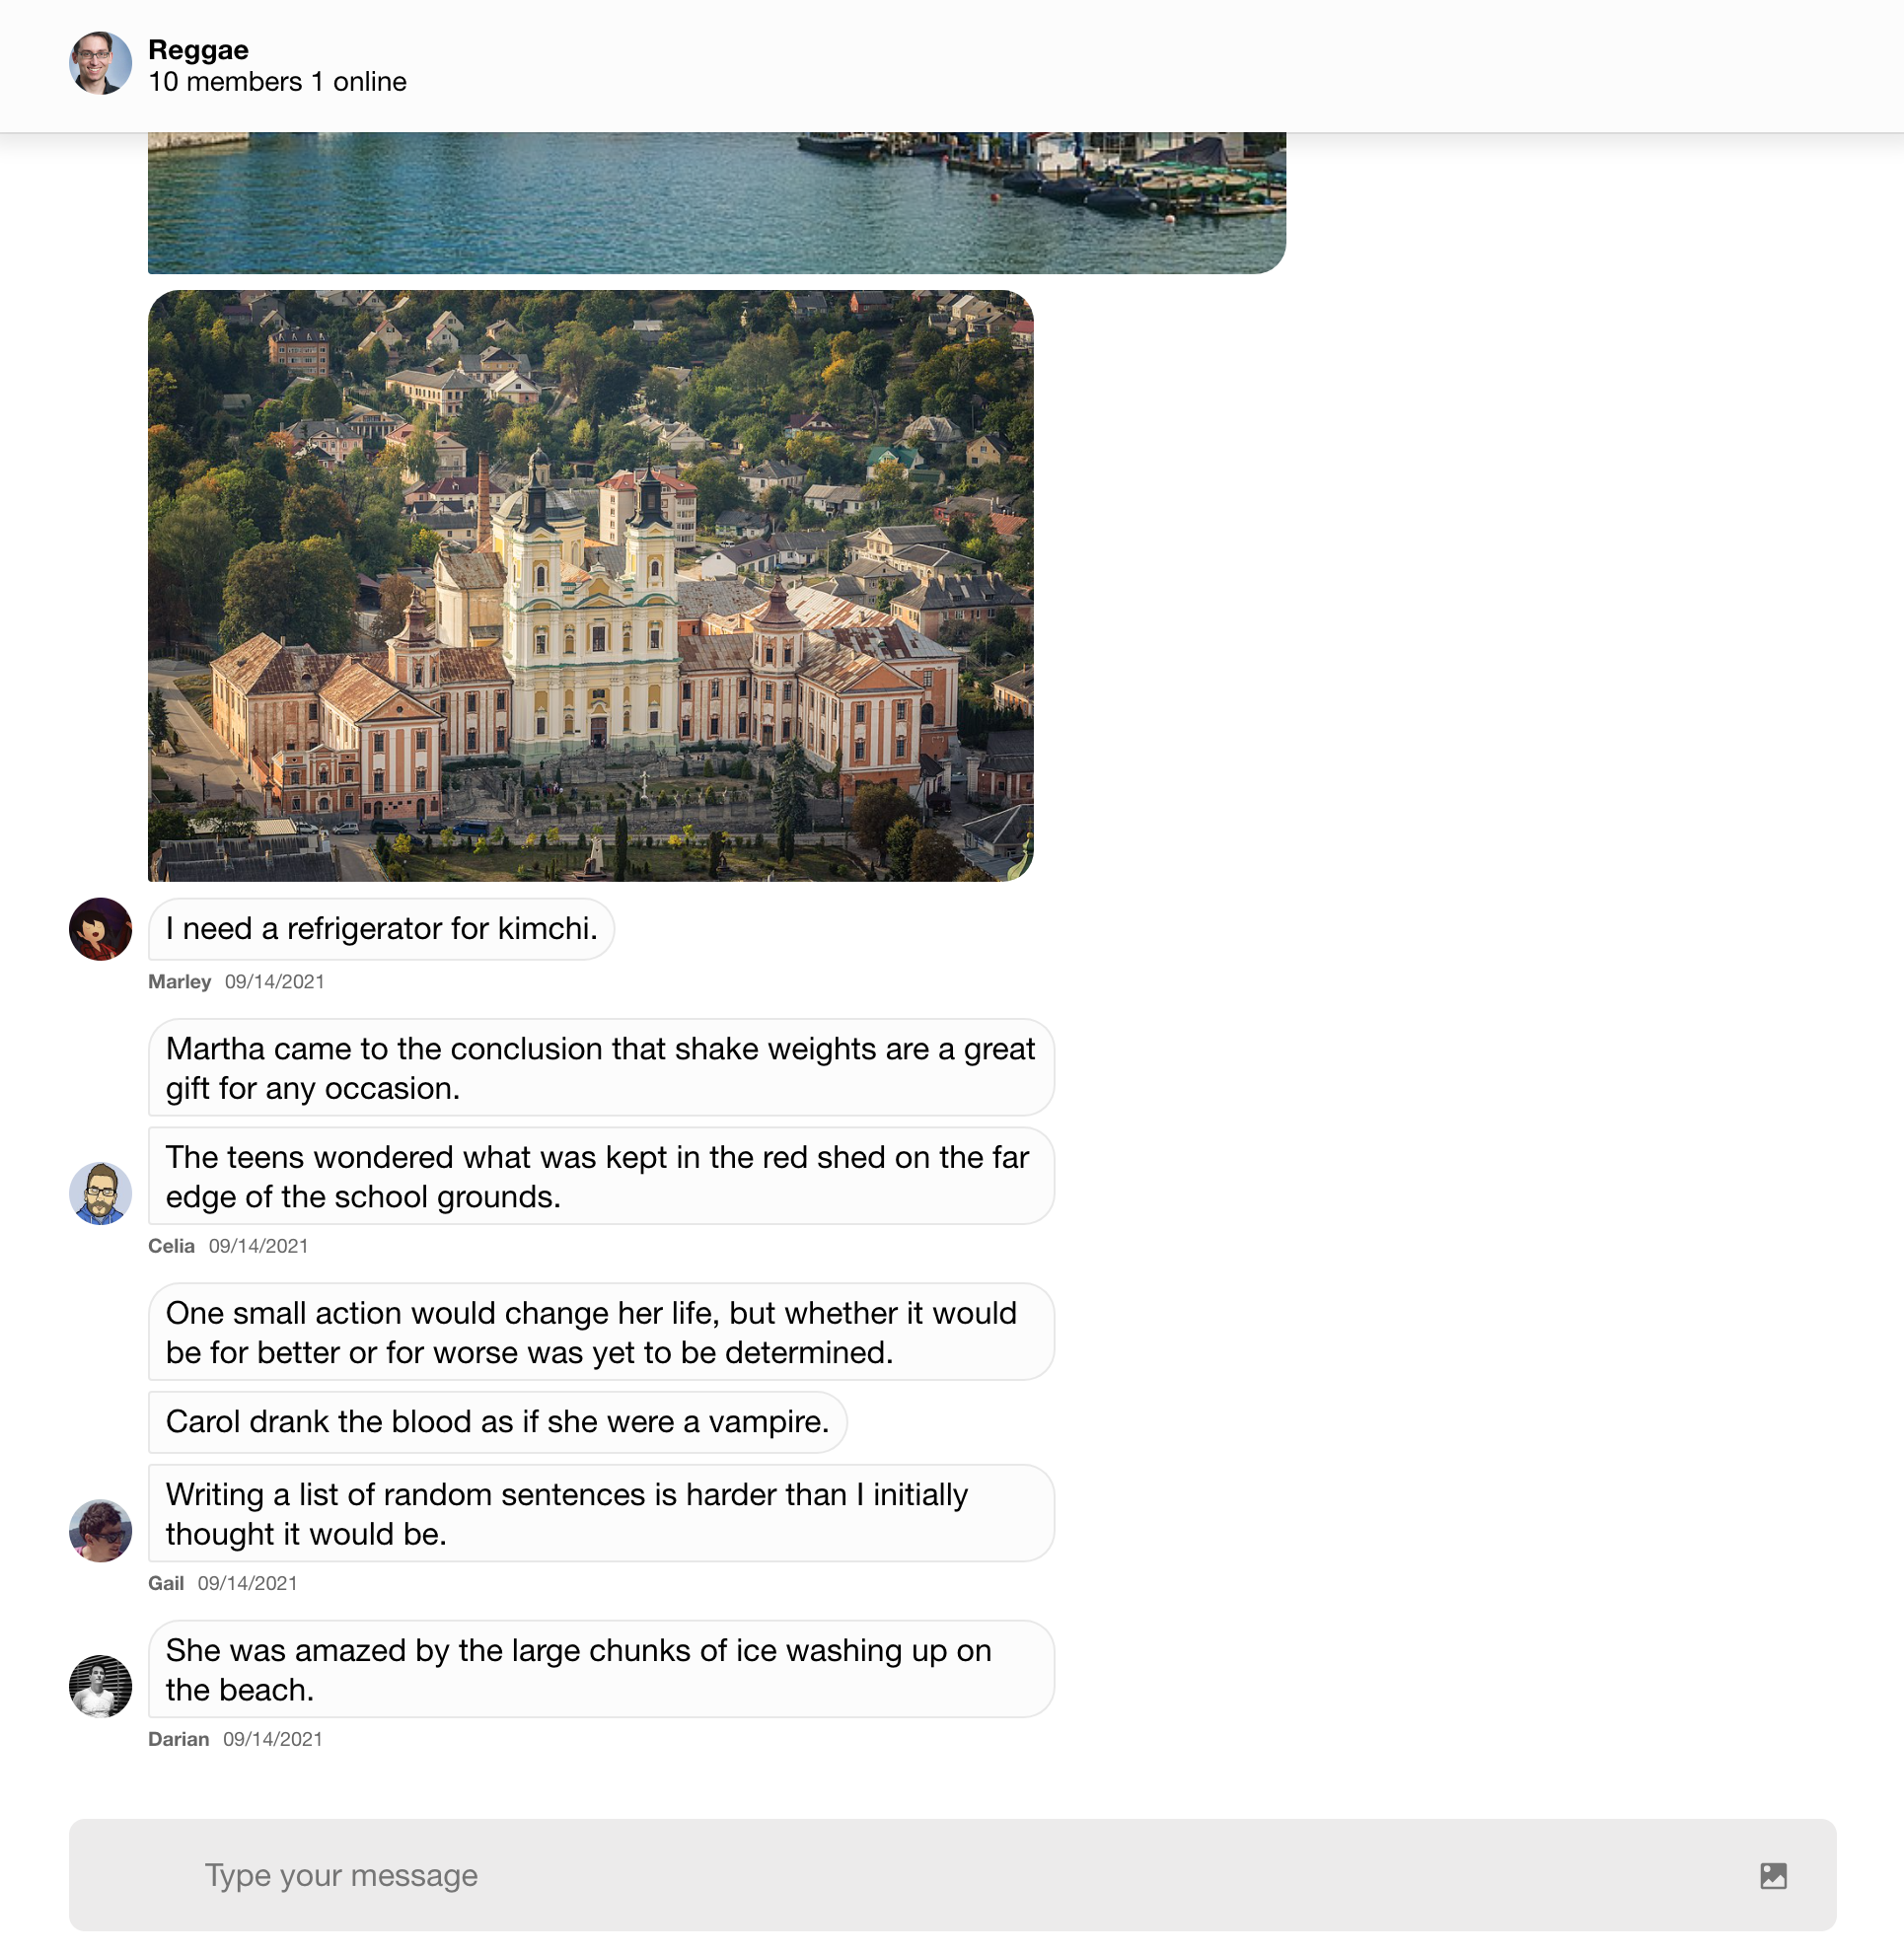 Reggae
10 members 1 online
I need a refrigerator for kimchi.
Marley 09/14/2021
Martha came to the conclusion that shake weights are a great
gift for any occasion.
The teens wondered what was kept in the red shed on the far
edge of the school grounds.
Celia 09/14/2021
One small action would change her life, but whether it would
be for better or for worse was yet to be determined.
Carol drank the blood as if she were a vampire.
Writing a list of random sentences is harder than I initially
thought it would be.
Gail 09/14/2021
She was amazed by the large chunks of ice washing up on
the beach.
Darian 09/14/2021
Type your message